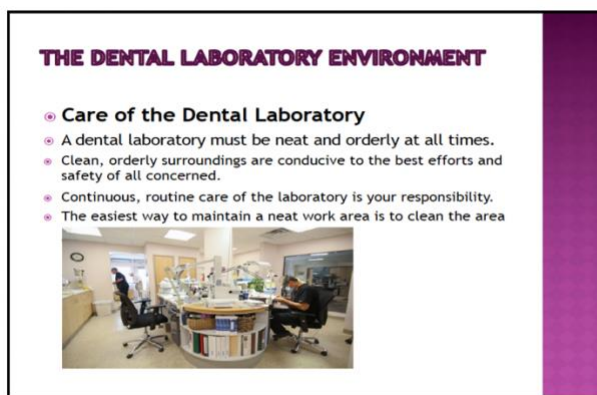 THE DENTAL LABORATORY ENVIRONMENT
Care of the Dental Laboratory
A dental laboratory must be neat and orderly at all times.
Clean, orderly surroundings are conducive to the best efforts and
safety of all concerned.
Continuous, routine care of the laboratory is your responsibility.
The easiest way to maintain a neat work area is to clean the area